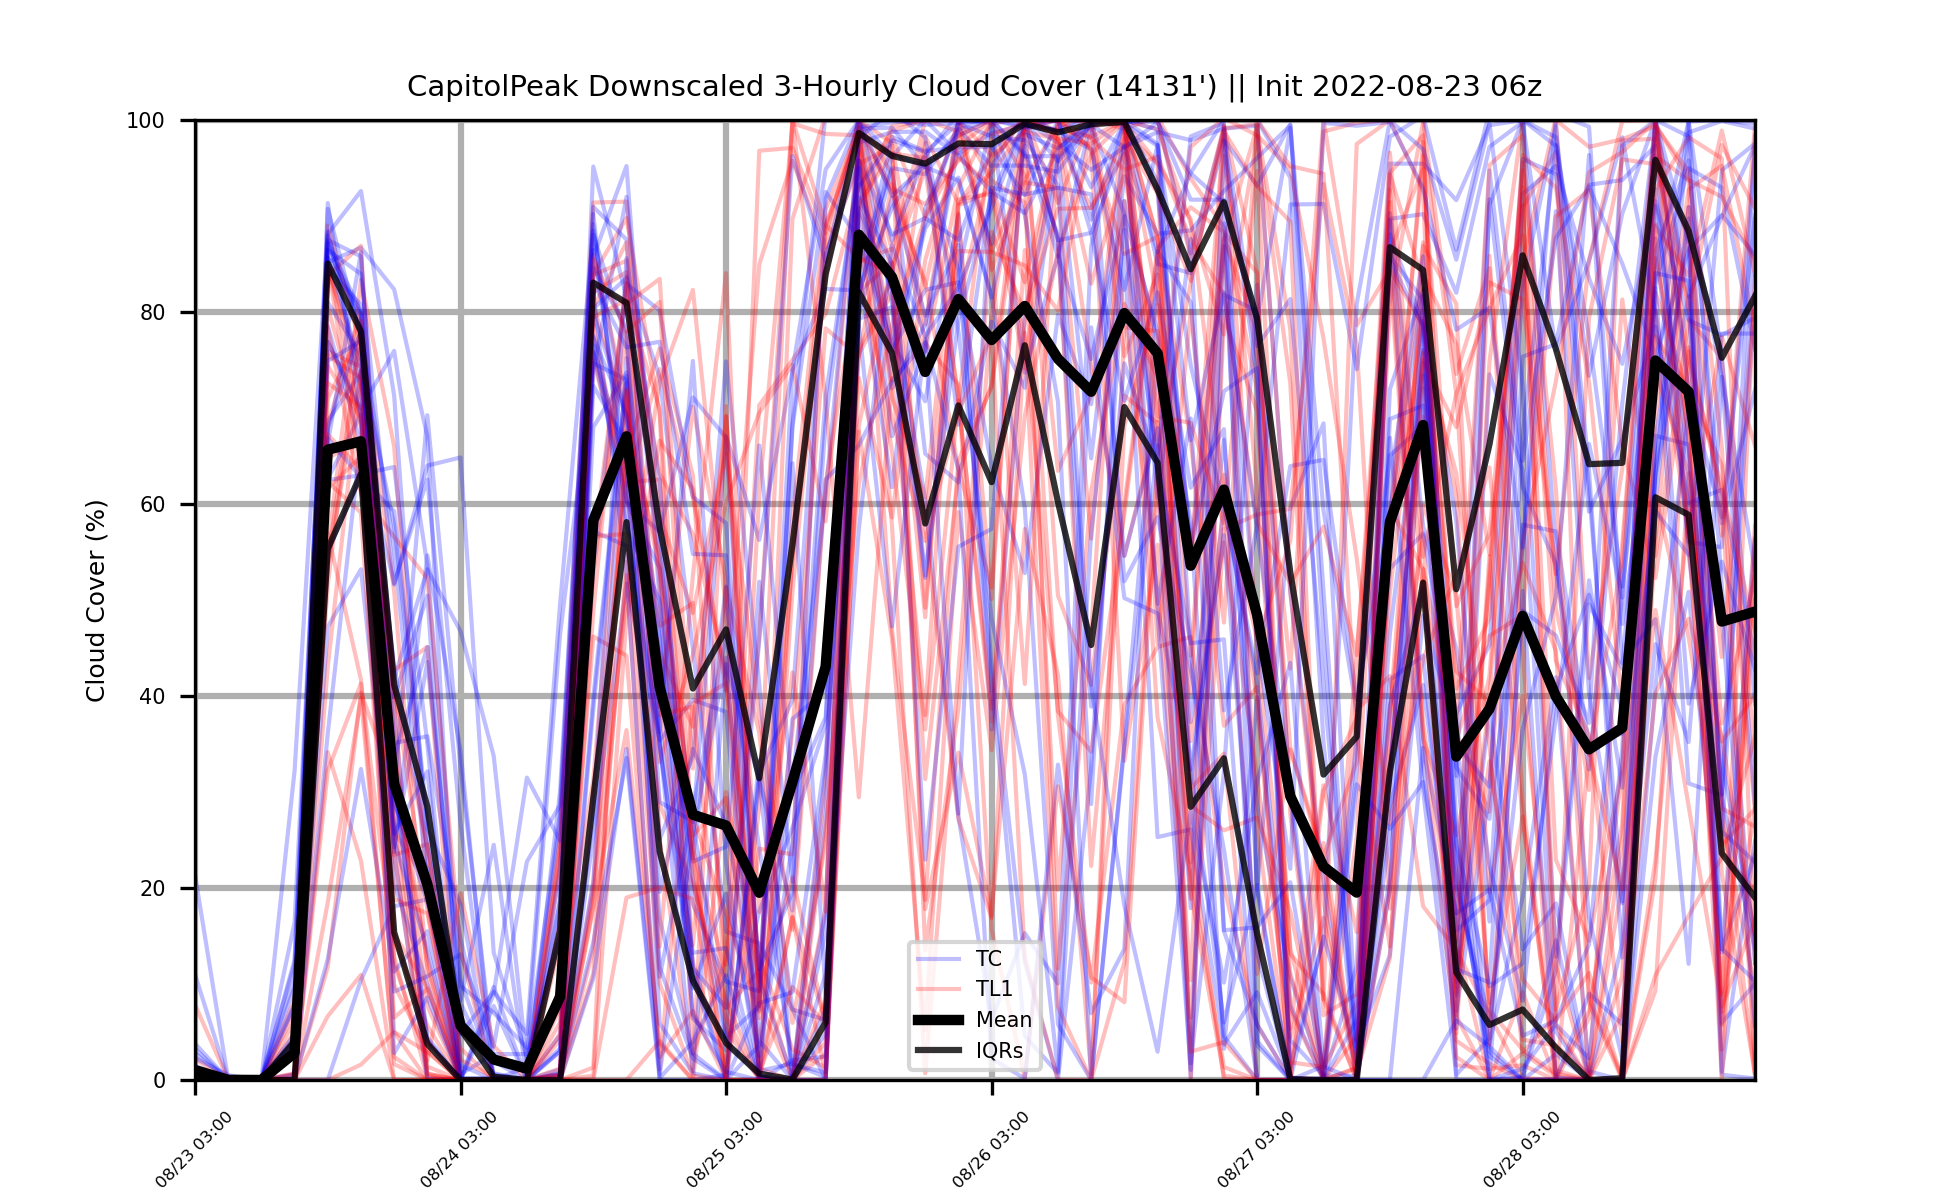 CapitolPeak Downscaled 3-Hourly Cloud Cover (14131') || Init 2022-08-23 06z
Cloud Cover (%)
100
80
60
40
20
0
TC
TL1
Mean
IQRs
08/23 03:00
08/24 03:00
08/25 03:00
08/26 03:00
08/27 03:00
08/28 03:00